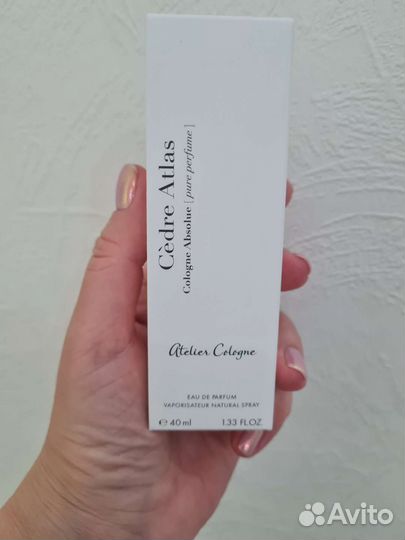 Cèdre Atlas
Cologne Absolue [ pure perfume ]
Atelier Cologne
EAU DE PARFUM
VAPORISATEUR NATURAL SPRAY
℮ 40 ml 1.33 FL.OZ.
Avito